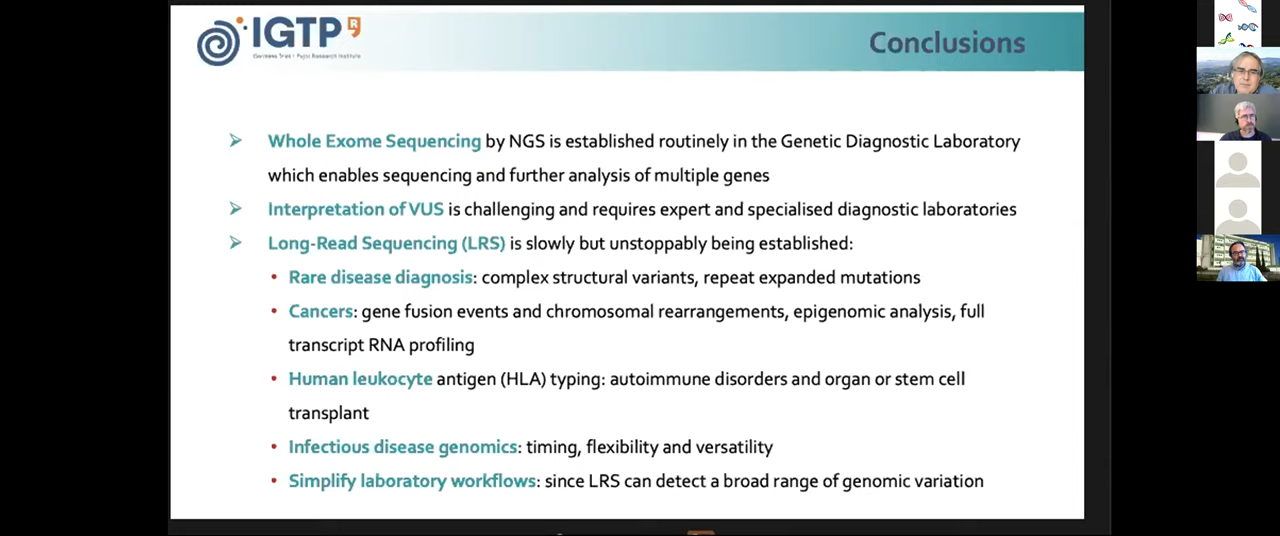 IGTP
Germans Trias i Pujol Research Institute
Conclusions
Whole Exome Sequencing by NGS is established routinely in the Genetic Diagnostic Laboratory
which enables sequencing and further analysis of multiple genes
Interpretation of VUS is challenging and requires expert and specialised diagnostic laboratories
Long-Read Sequencing (LRS) is slowly but unstoppably being established:
Rare disease diagnosis: complex structural variants, repeat expanded mutations
Cancers: gene fusion events and chromosomal rearrangements, epigenomic analysis, full
transcript RNA profiling
Human leukocyte antigen (HLA) typing: autoimmune disorders and organ or stem cell
transplant
Infectious disease genomics: timing, flexibility and versatility
Simplify laboratory workflows: since LRS can detect a broad range of genomic variation